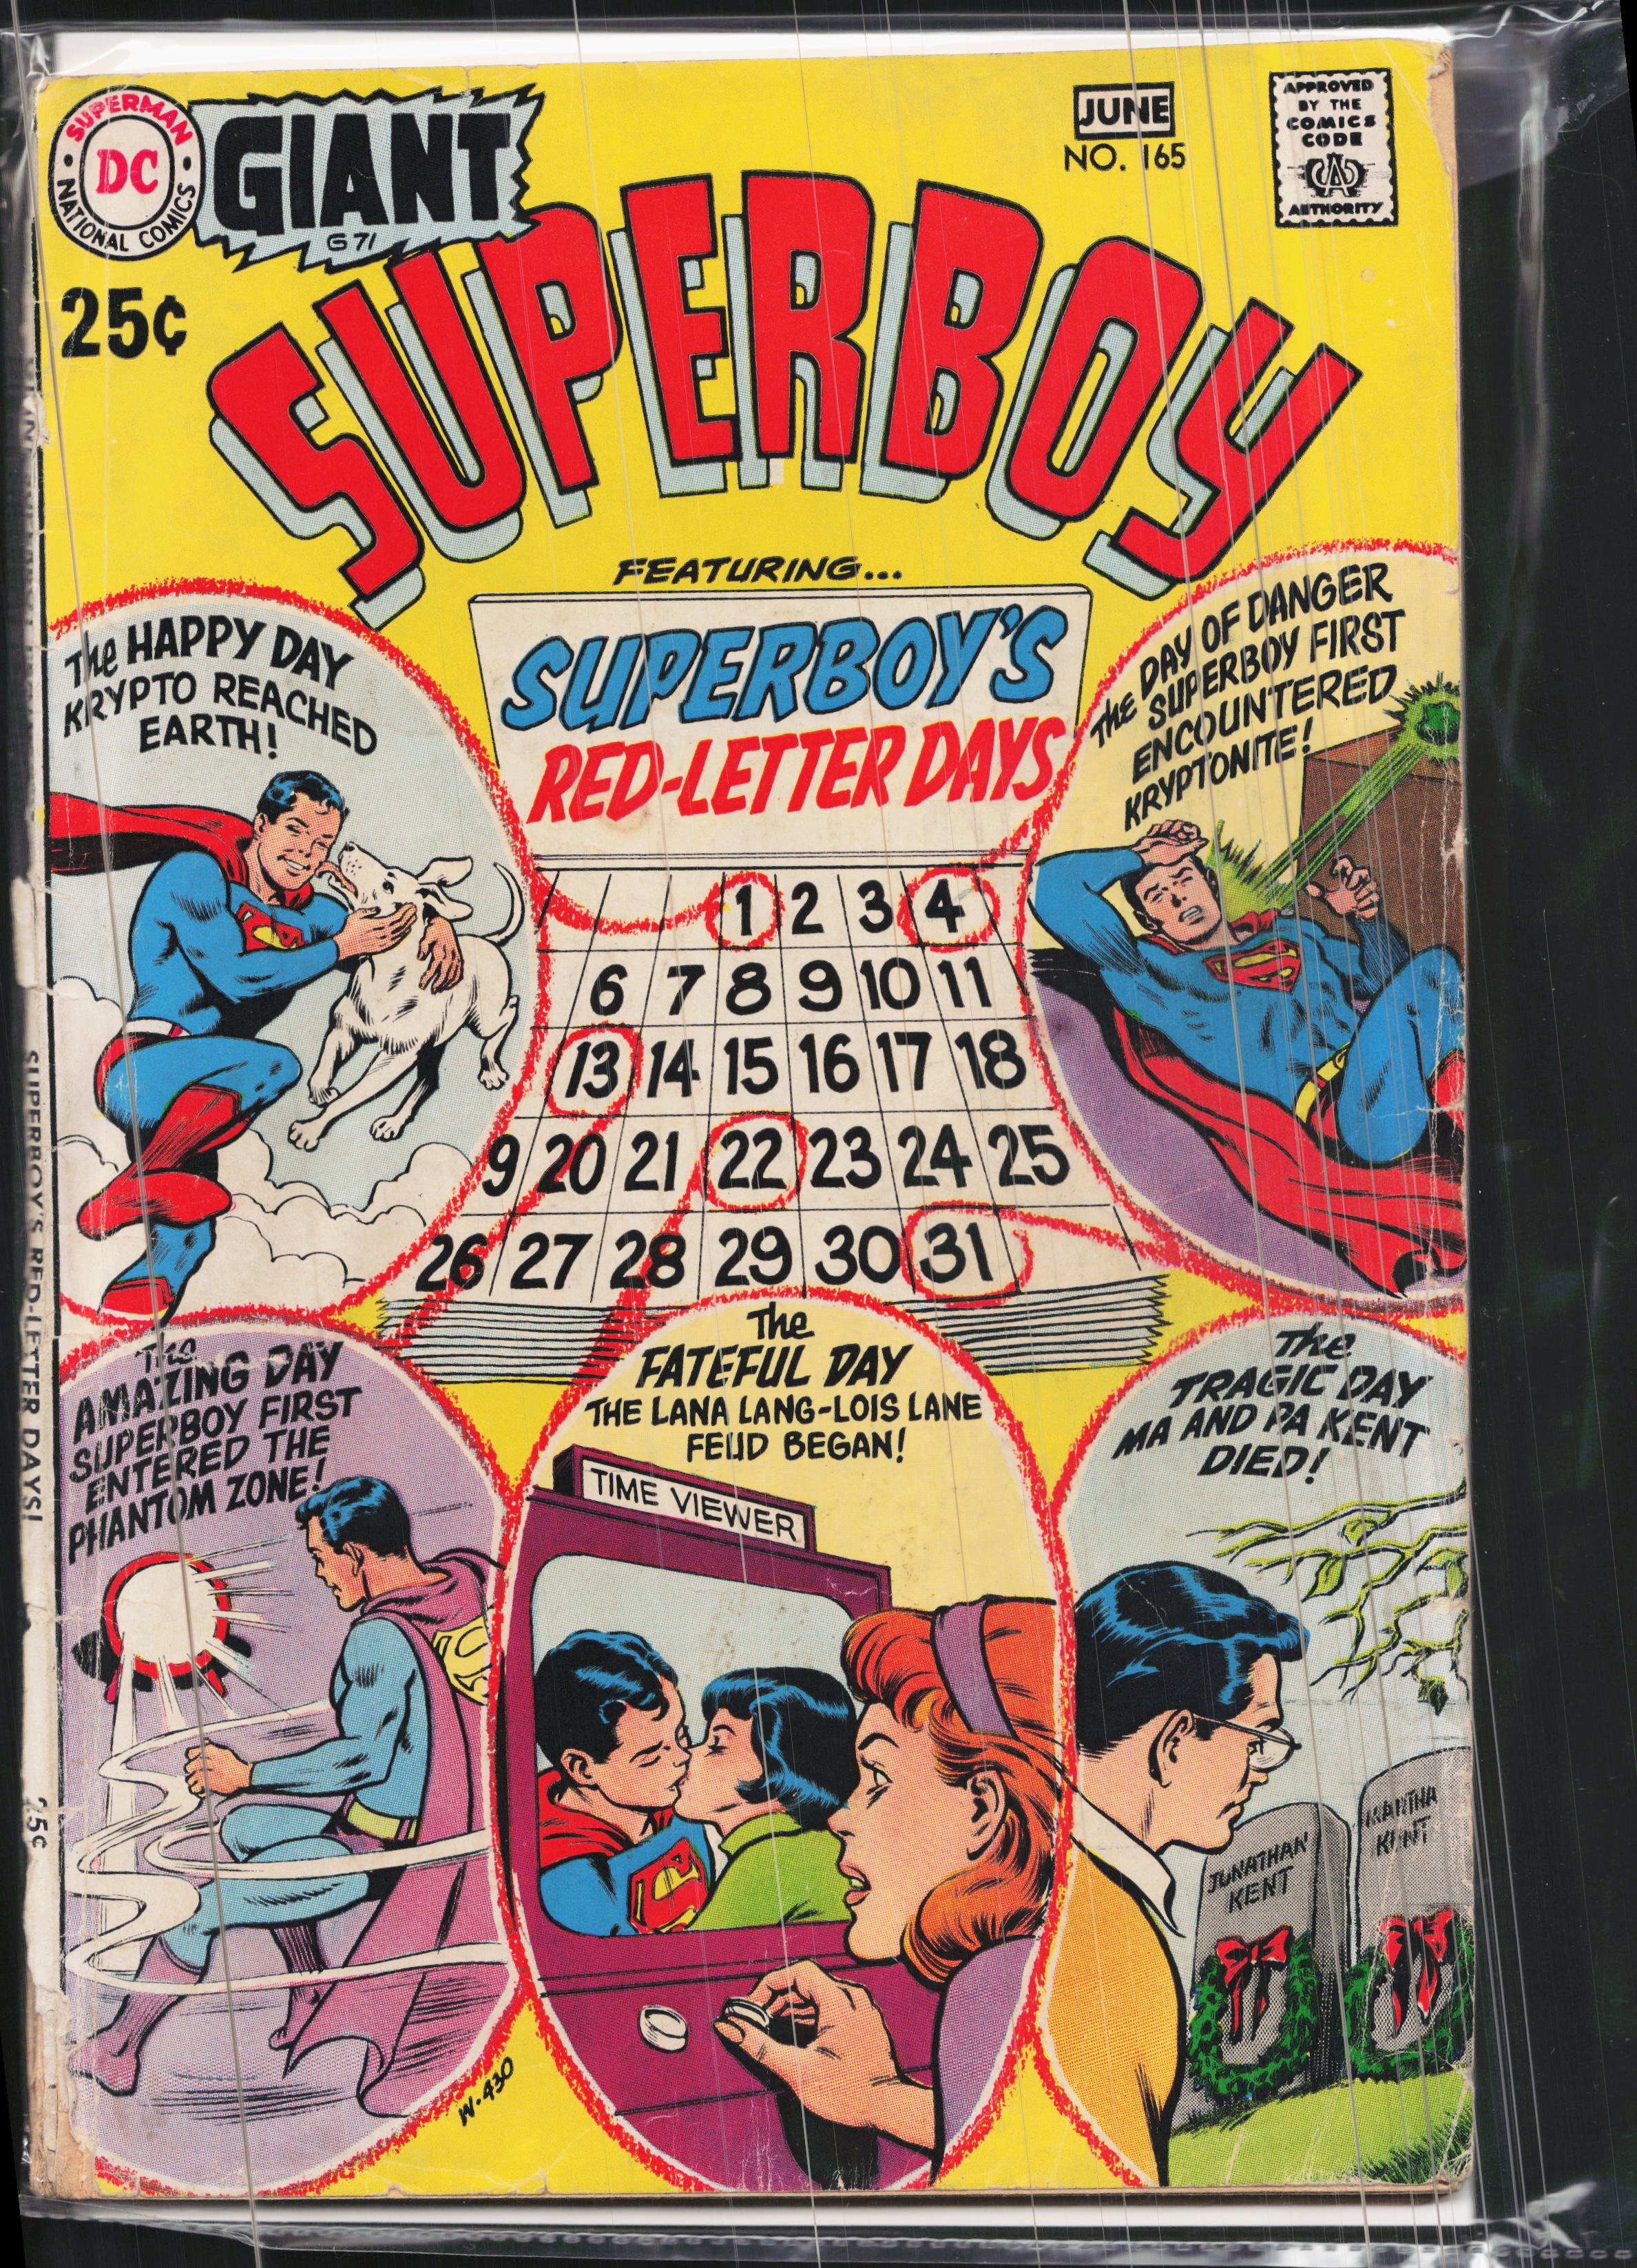 SUPERMAN
DC
NATIONAL COMICS
GIANT
G 71
25¢
JUNE
NO. 165
APPROVED
BY THE
COMICS
CODE
AUTHORITY
SUPERBOY
FEATURING...
SUPERBOY'S
RED-LETTER DAYS
The HAPPY DAY
KRYPTO REACHED
EARTH!
THE DAY OF DANGER
SUPERBOY FIRST
ENCOUNTERED
KRYPTONITE!
1 2 3 4
6 7 8 9 10 11
13 14 15 16 17 18
9 20 21 22 23 24 25
26 27 28 29 30 31
The
AMAZING DAY
SUPERBOY FIRST
ENTERED THE
PHANTOM ZONE!
The
FATEFUL DAY
THE LANA LANG-LOIS LANE
FEUD BEGAN!
TIME VIEWER
The
TRAGIC DAY
MA AND PA KENT
DIED!
JONATHAN
KENT
MARTHA
KENT
W-430
SUPERBOY'S RED-LETTER DAYS!
25¢